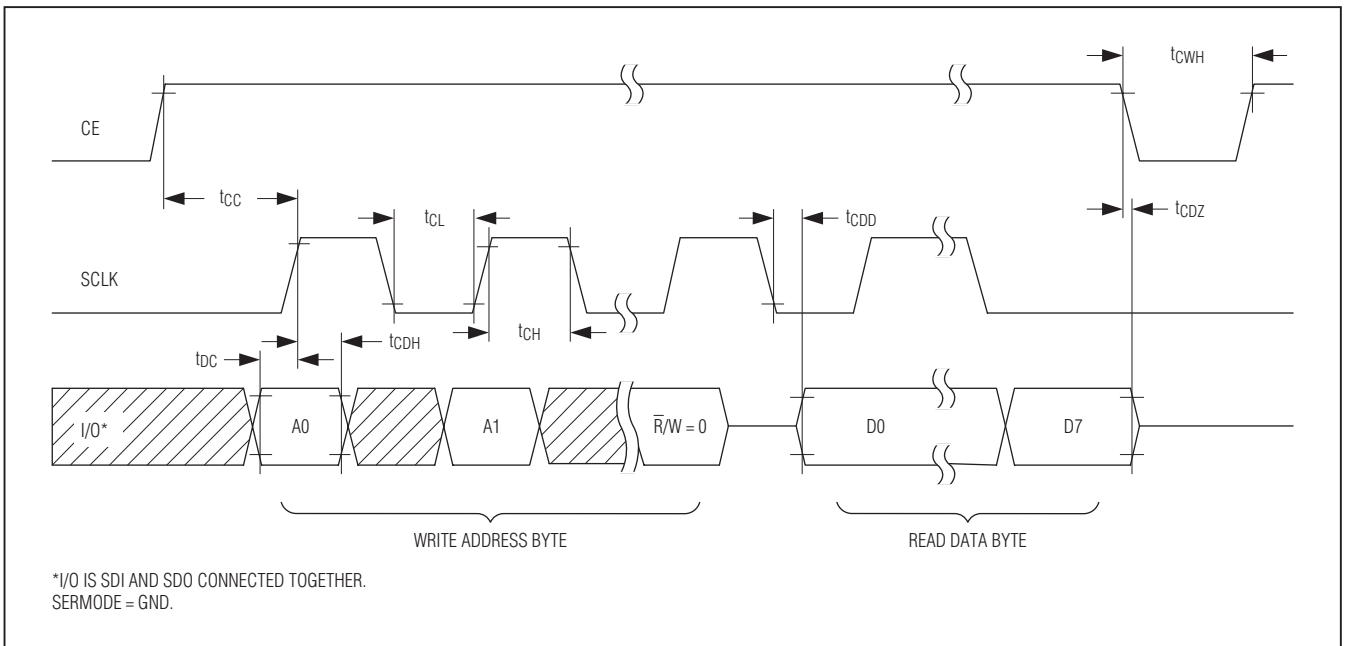 tCWH
CE
tCC
tCL
tCDD
tCDZ
SCLK
tCH
tDC
tCDH
I/O*
A0
A1
R̅/W = 0
D0
D7
WRITE ADDRESS BYTE
READ DATA BYTE
*I/O IS SDI AND SDO CONNECTED TOGETHER.
SERMODE = GND.